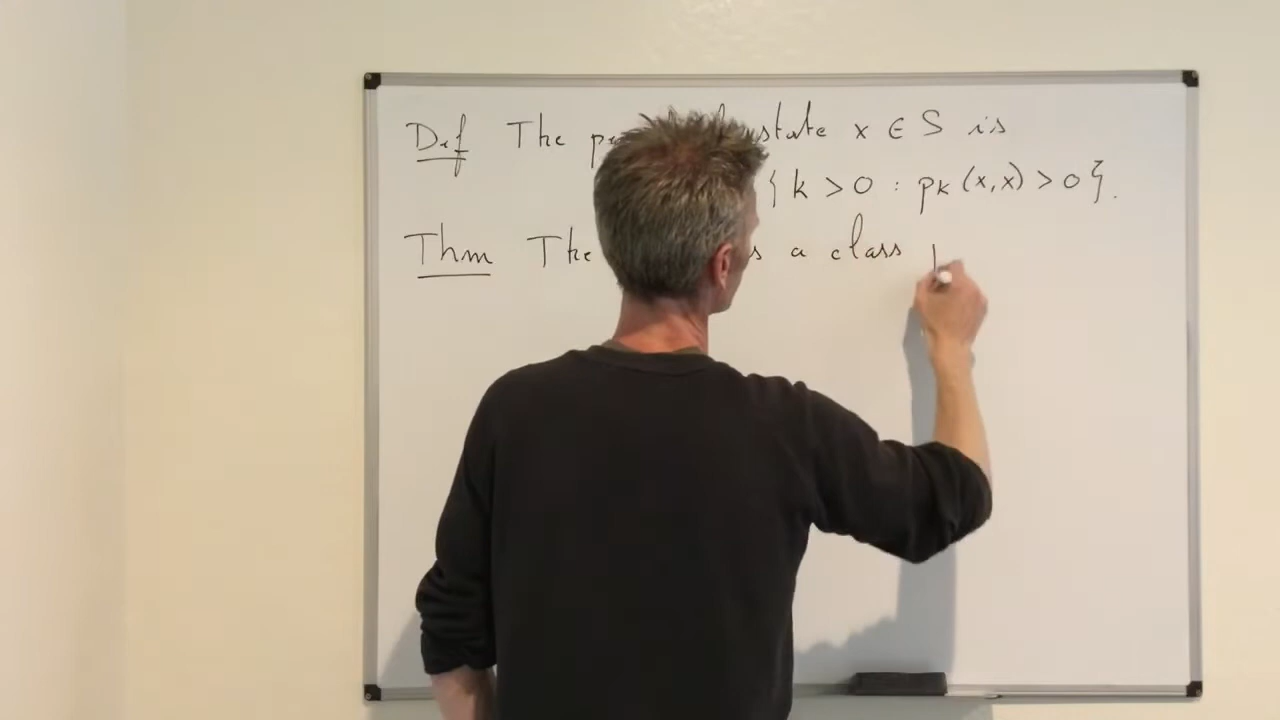 Def The state x ∈ S is
{ k > 0 : pk (x,x) > 0 } .
Thm The a class